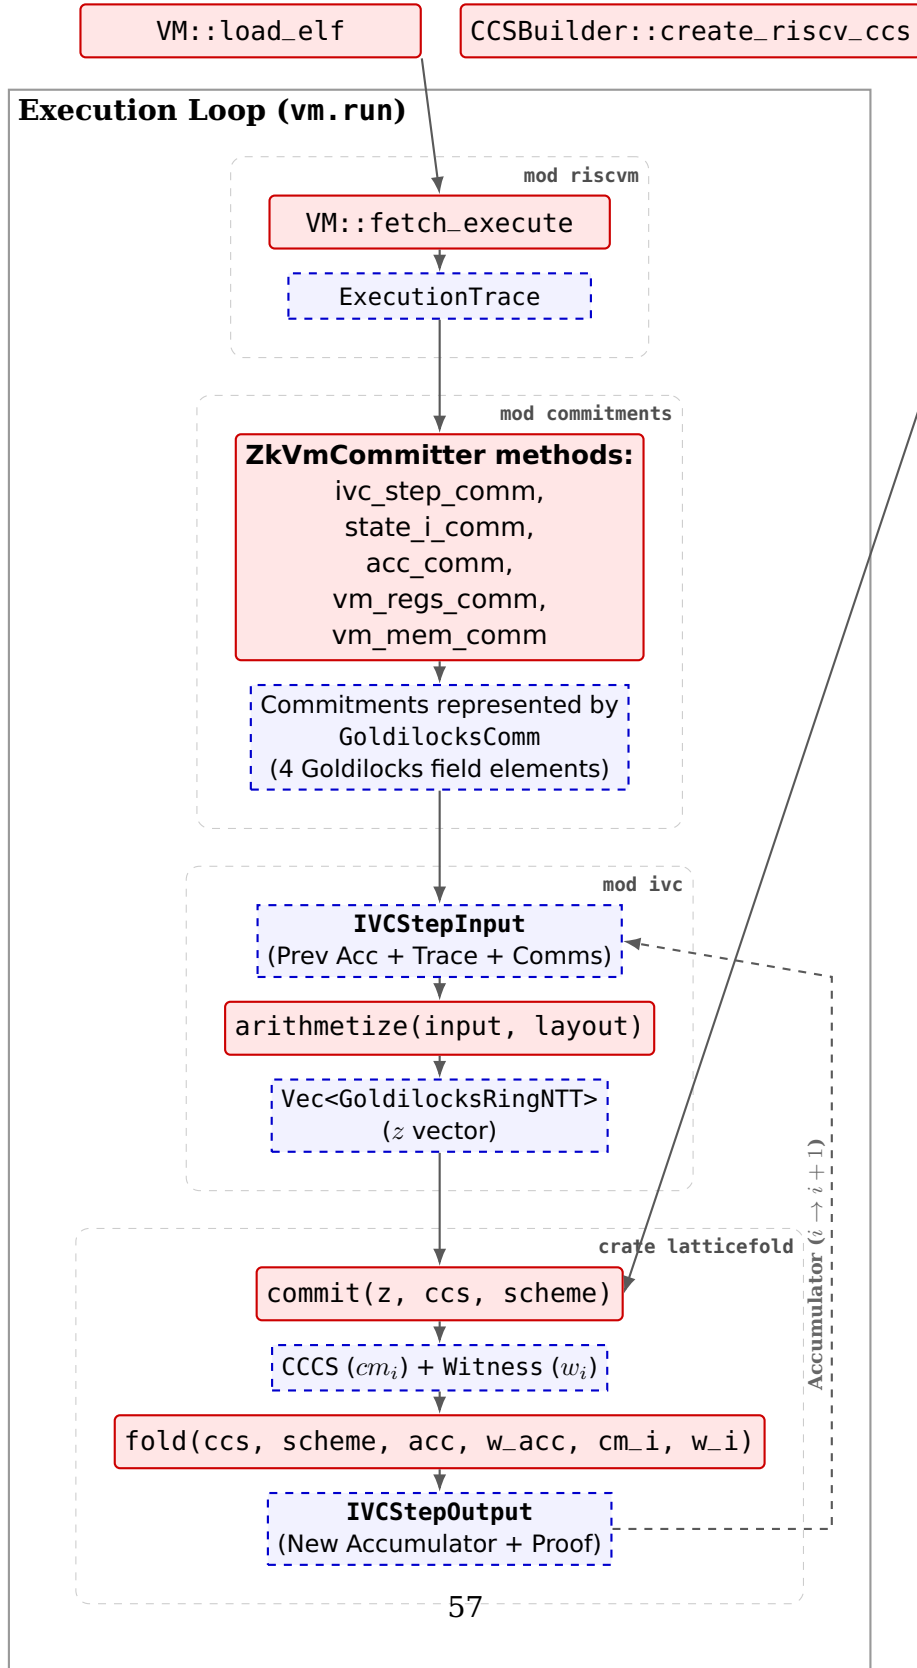 VM::load_elf
CCSBuilder::create_riscv_ccs
Execution Loop (vm.run)
mod riscvm
VM::fetch_execute
ExecutionTrace
mod commitments
ZkVmCommitter methods:
ivc_step_comm,
state_i_comm,
acc_comm,
vm_regs_comm,
vm_mem_comm
Commitments represented by
GoldilocksComm
(4 Goldilocks field elements)
mod ivc
IVCStepInput
(Prev Acc + Trace + Comms)
arithmetize(input, layout)
Vec<GoldilocksRingNTT>
(z vector)
Accumulator (i → i + 1)
crate latticefold
commit(z, ccs, scheme)
CCCS (cm_i) + Witness (w_i)
fold(ccs, scheme, acc, w_acc, cm_i, w_i)
IVCStepOutput
(New Accumulator + Proof)
57